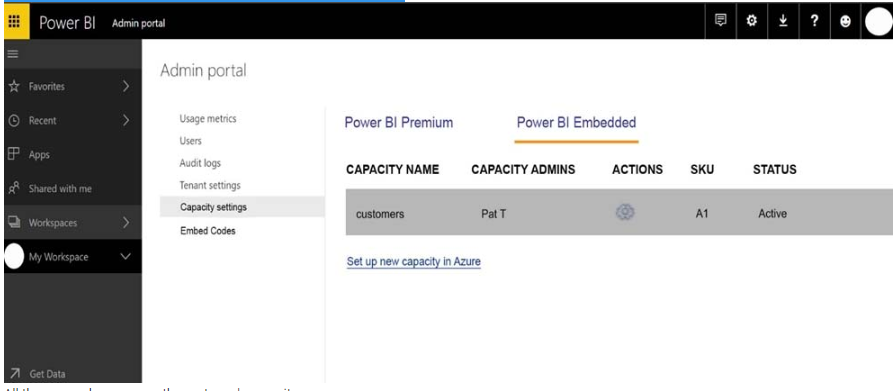 Power BI Admin portal
Favorites
Recent
Apps
Shared with me
Workspaces
My Workspace
Get Data
Admin portal
Usage metrics
Users
Audit logs
Tenant settings
Capacity settings
Embed Codes
Power BI Premium Power BI Embedded
CAPACITY NAME CAPACITY ADMINS ACTIONS SKU STATUS
customers Pat T A1 Active
Set up new capacity in Azure